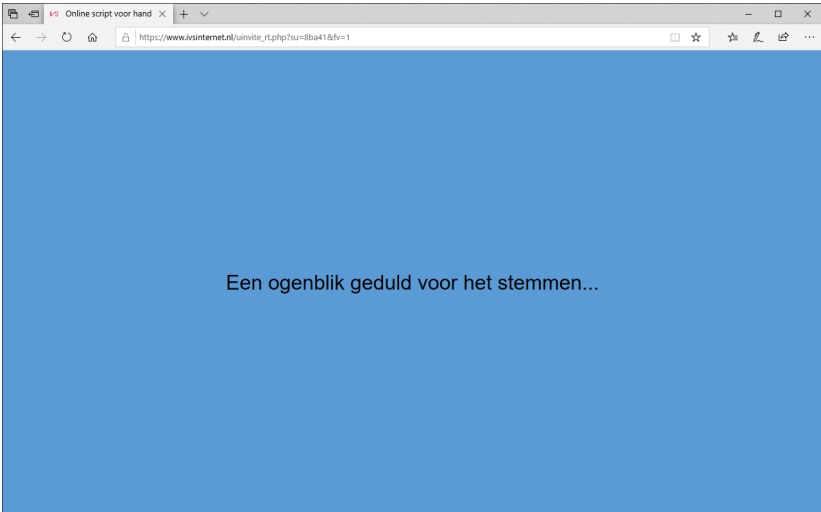 IVS Online script voor hand
https://www.ivsinternet.nl/uinvite_rt.php?su=8ba41&fv=1
Een ogenblik geduld voor het stemmen...